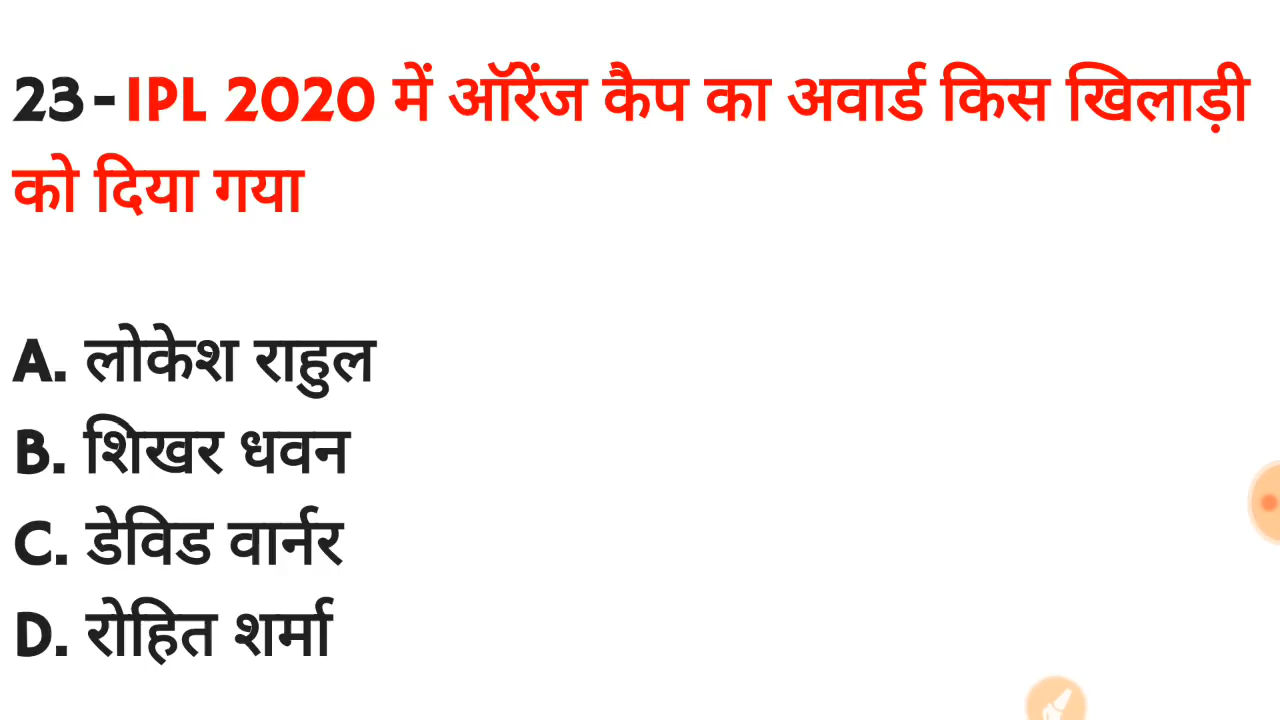 23-IPL 2020 में ऑरेंज कैप का अवार्ड किस खिलाड़ी
को दिया गया
A. लोकेश राहुल
B. शिखर धवन
C. डेविड वार्नर
D. रोहित शर्मा